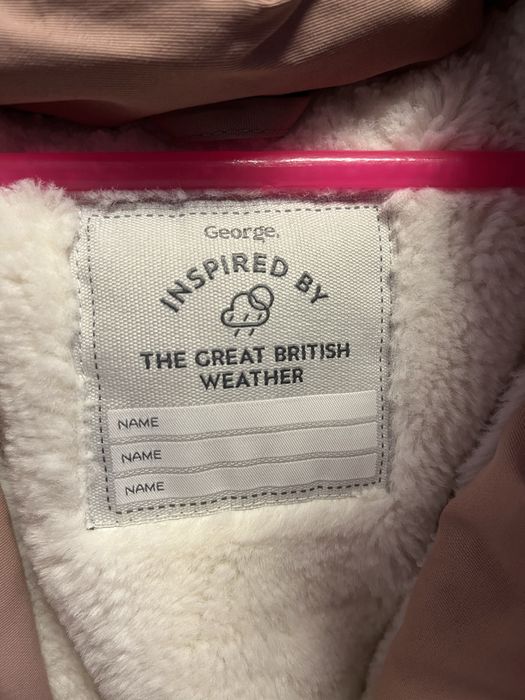 George.
INSPIRED BY
THE GREAT BRITISH
WEATHER
NAME
NAME
NAME